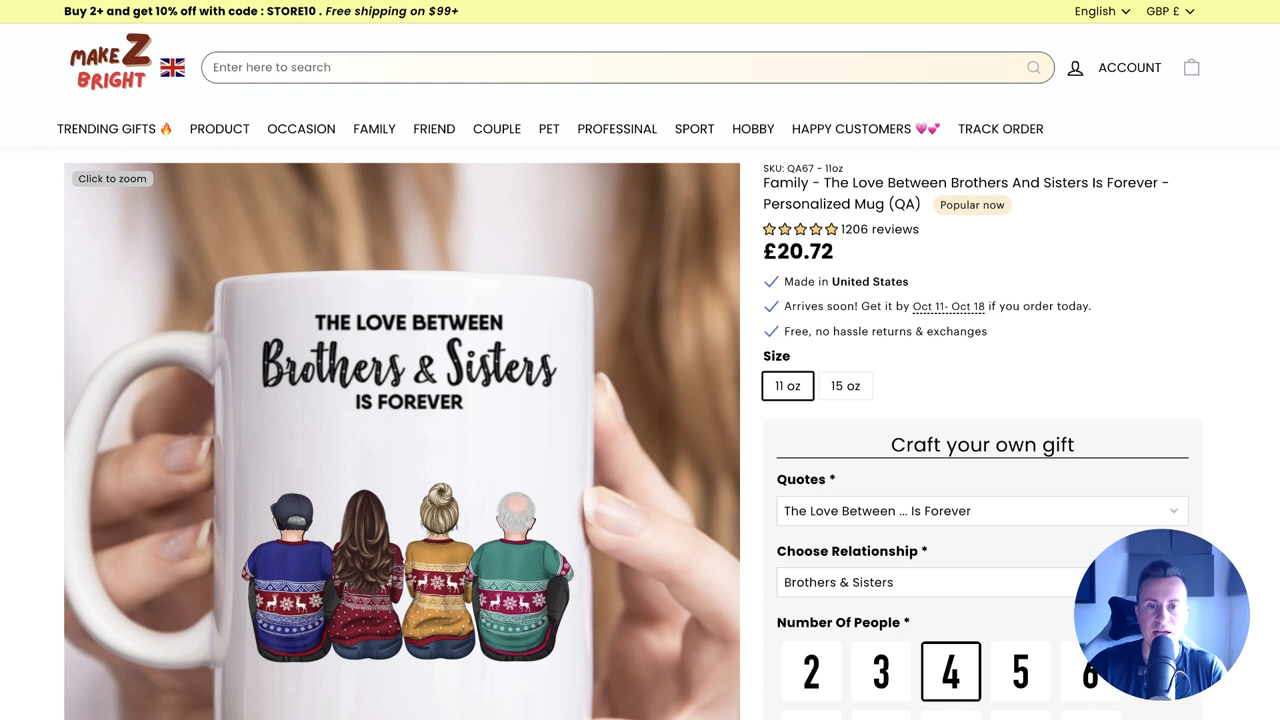 Buy 2+ and get 10% off with code : STORE10 . Free shipping on $99+
English
GBP £
MAKE Z
BRIGHT
Enter here to search
ACCOUNT
TRENDING GIFTS 🔥
PRODUCT
OCCASION
FAMILY
FRIEND
COUPLE
PET
PROFESSINAL
SPORT
HOBBY
HAPPY CUSTOMERS 💗💕
TRACK ORDER
Click to zoom
THE LOVE BETWEEN
Brothers & Sisters
IS FOREVER
SKU: QA67 - 11oz
Family - The Love Between Brothers And Sisters Is Forever -
Personalized Mug (QA)
Popular now
1206 reviews
£20.72
Made in United States
Arrives soon! Get it by Oct 11- Oct 18 if you order today.
Free, no hassle returns & exchanges
Size
11 oz
15 oz
Craft your own gift
Quotes *
The Love Between ... Is Forever
Choose Relationship *
Brothers & Sisters
Number Of People *
2
3
4
5
6